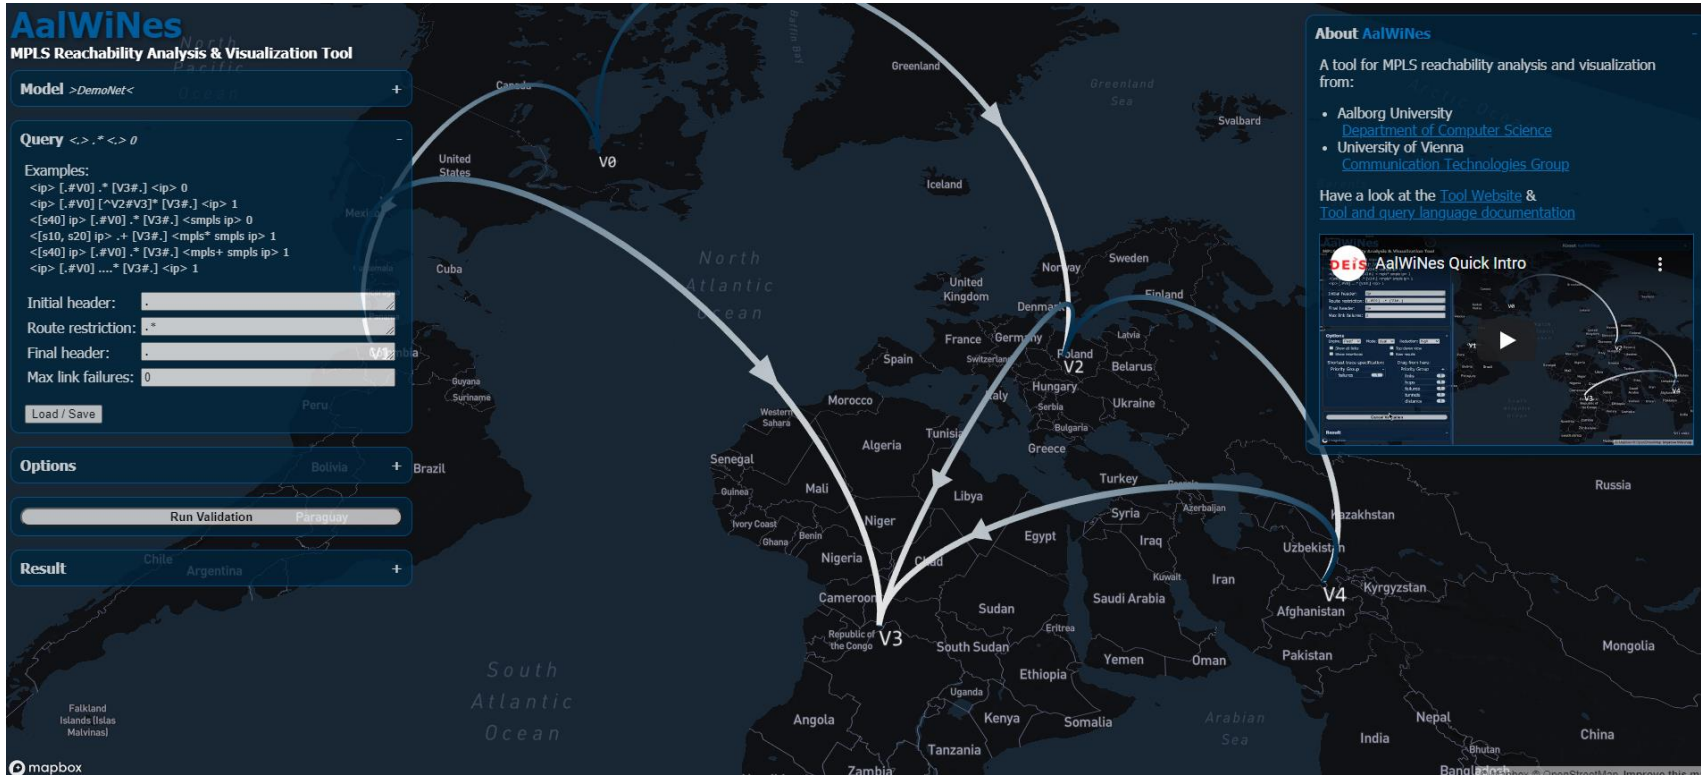 AalWiNes
MPLS Reachability Analysis & Visualization Tool
Model >DemoNet<
+
Query <.> .* <.> 0
-
Examples:
<ip> [.#V0] .* [V3#.] <ip> 0
<ip> [.#V0] [^V2#V3]* [V3#.] <ip> 1
<[s40] ip> [.#V0] .* [V3#.] <smpls ip> 0
<[s10, s20] ip> .+ [V3#.] <mpls* smpls ip> 1
<[s40] ip> [.#V0] .* [V3#.] <mpls+ smpls ip> 1
<ip> [.#V0] ....* [V3#.] <ip> 1
Initial header: .
Route restriction: .*
Final header: .
Max link failures: 0
Load / Save
Options
+
Run Validation
Result
+
About AalWiNes
-
A tool for MPLS reachability analysis and visualization
from:
• Aalborg University
Department of Computer Science
• University of Vienna
Communication Technologies Group
Have a look at the Tool Website &
Tool and query language documentation
DEIS AalWiNes Quick Intro
North
Pacific
Ocean
Canada
United
States
Cuba
Peru
Bolivia
Brazil
Paraguay
Chile
Argentina
Falkland
Islands (Islas
Malvinas)
Guyana
Suriname
Baffin Bay
Greenland
Greenland
Sea
Svalbard
Iceland
North
Atlantic
Ocean
South
Atlantic
Ocean
Norway
Sweden
Finland
United
Kingdom
Denmark
Latvia
France
Germany
Poland
Belarus
Spain
Switzerland
Hungary
Italy
Serbia
Ukraine
Bulgaria
Greece
Morocco
Western
Sahara
Algeria
Tunisia
Libya
Egypt
Senegal
Mali
Niger
Chad
Guinea
Ivory Coast
Ghana
Benin
Nigeria
Cameroon
Republic of
the Congo
Sudan
South Sudan
Eritrea
Ethiopia
Uganda
Kenya
Somalia
Angola
Tanzania
Zambia
Turkey
Georgia
Azerbaijan
Syria
Iraq
Kuwait
Iran
Saudi Arabia
Yemen
Oman
Arabian
Sea
Russia
Kazakhstan
Uzbekistan
Kyrgyzstan
Afghanistan
Pakistan
Mongolia
Nepal
China
India
Bhutan
V0
V1
V2
V3
V4
mapbox
© OpenStreetMap Improve this